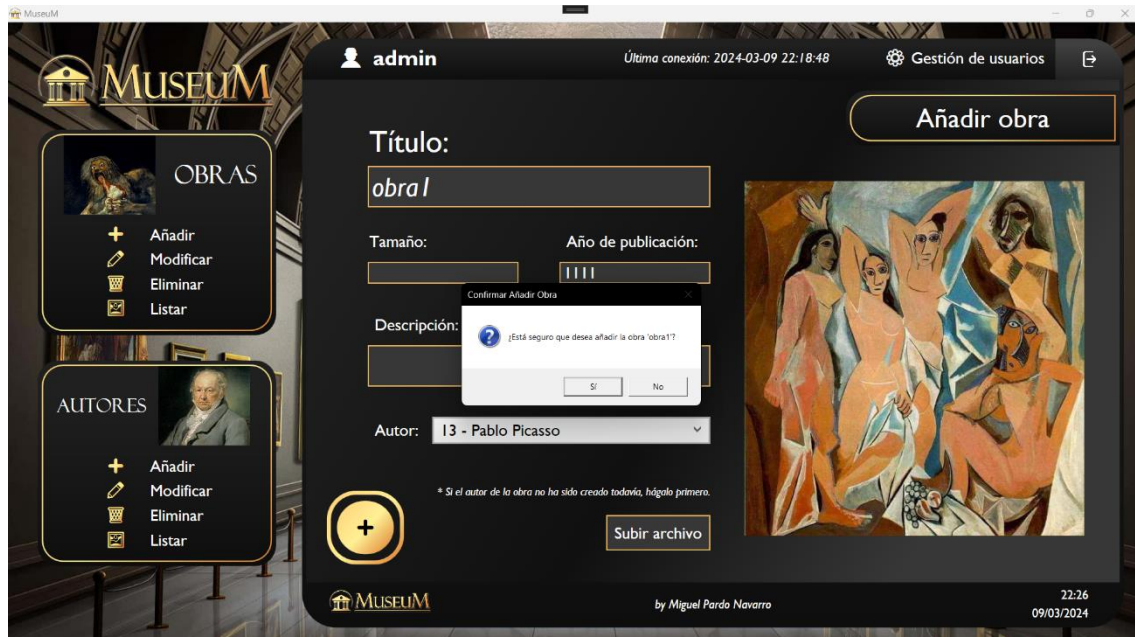 MuseuM
MUSEUM
admin
Última conexión: 2024-03-09 22:18:48
Gestión de usuarios
Añadir obra
OBRAS
Añadir
Modificar
Eliminar
Listar
AUTORES
Añadir
Modificar
Eliminar
Listar
Título:
obra1
Tamaño:
Año de publicación:
1111
Descripción:
Confirmar Añadir Obra
¿Está seguro que desea añadir la obra 'obra1'?
Sí
No
Autor:
13 - Pablo Picasso
* Si el autor de la obra no ha sido creado todavía, hágalo primero.
Subir archivo
MUSEUM
by Miguel Pardo Navarro
22:26
09/03/2024